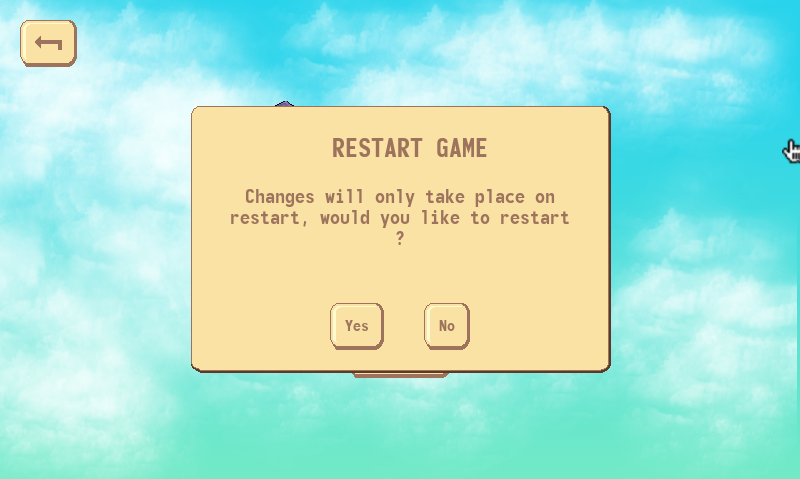 RESTART GAME
Changes will only take place on
restart, would you like to restart
?
Yes
No